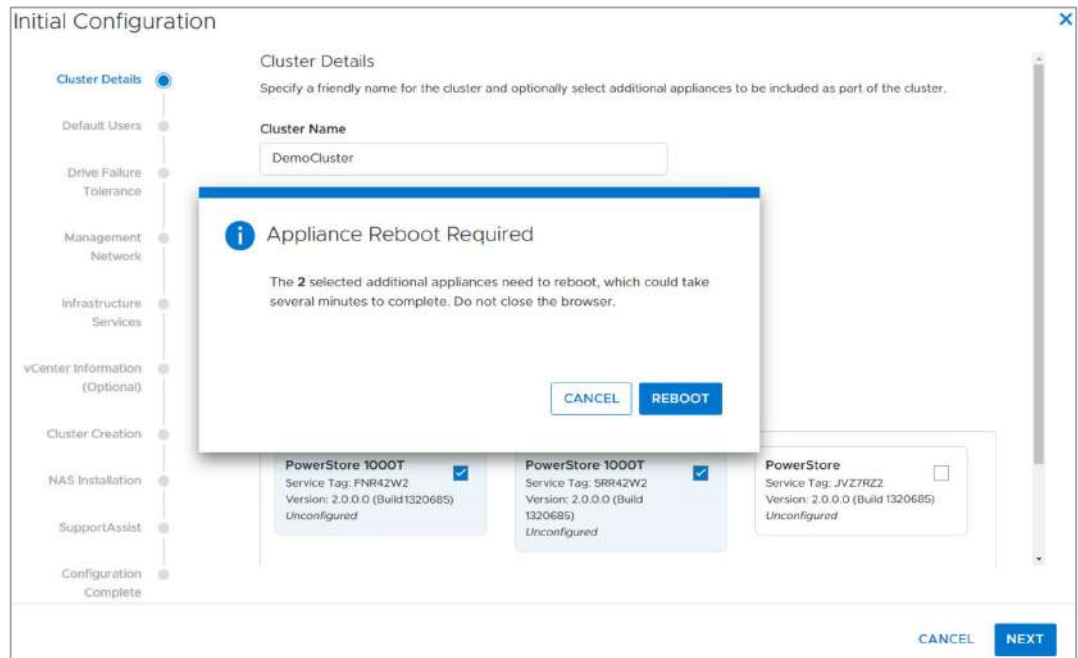 Initial Configuration
Cluster Details
Default Users
Drive Failure
Tolerance
Management
Network
Infrastructure
Services
vCenter Information
(Optional)
Cluster Creation
NAS Installation
SupportAssist
Configuration
Complete
Cluster Details
Specify a friendly name for the cluster and optionally select additional appliances to be included as part of the cluster.
Cluster Name
DemoCluster
Appliance Reboot Required
The 2 selected additional appliances need to reboot, which could take
several minutes to complete. Do not close the browser.
CANCEL
REBOOT
PowerStore 1000T
Service Tag: FNR42W2
Version: 2.0.0.0 (Build 1320685)
Unconfigured
PowerStore 1000T
Service Tag: 5RR42W2
Version: 2.0.0.0 (Build
1320685)
Unconfigured
PowerStore
Service Tag: JVZ7RZ2
Version: 2.0.0.0 (Build 1320685)
Unconfigured
CANCEL
NEXT